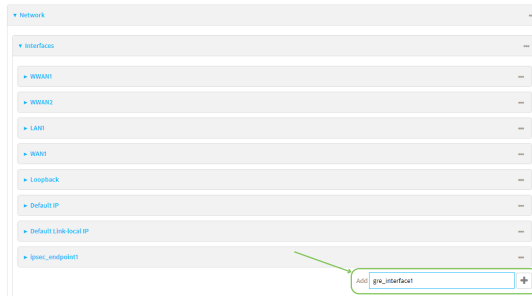 Network
Interfaces
WWAN1
WWAN2
LAN1
WAN1
Loopback
Default IP
Default Link-local IP
ipsec_endpoint1
Add gre_interface1